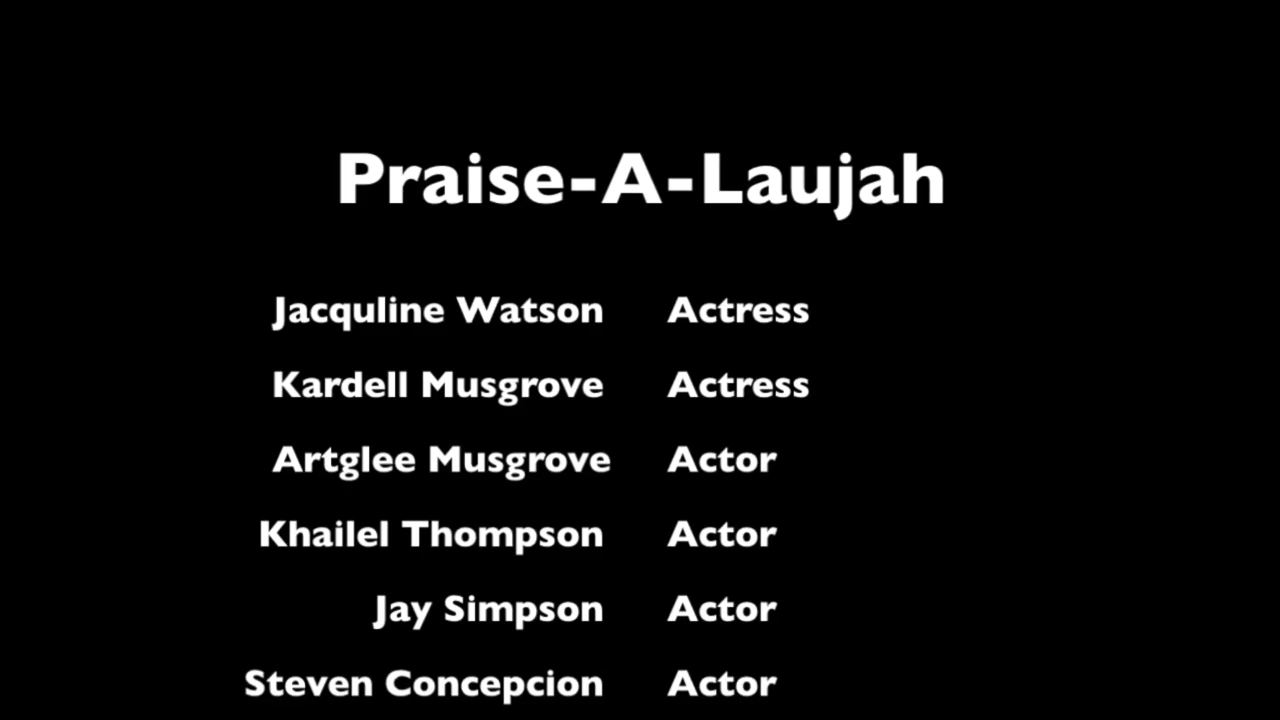 Praise-A-Laujah
Jacquline Watson Actress
Kardell Musgrove Actress
Artglee Musgrove Actor
Khailel Thompson Actor
Jay Simpson Actor
Steven Concepcion Actor